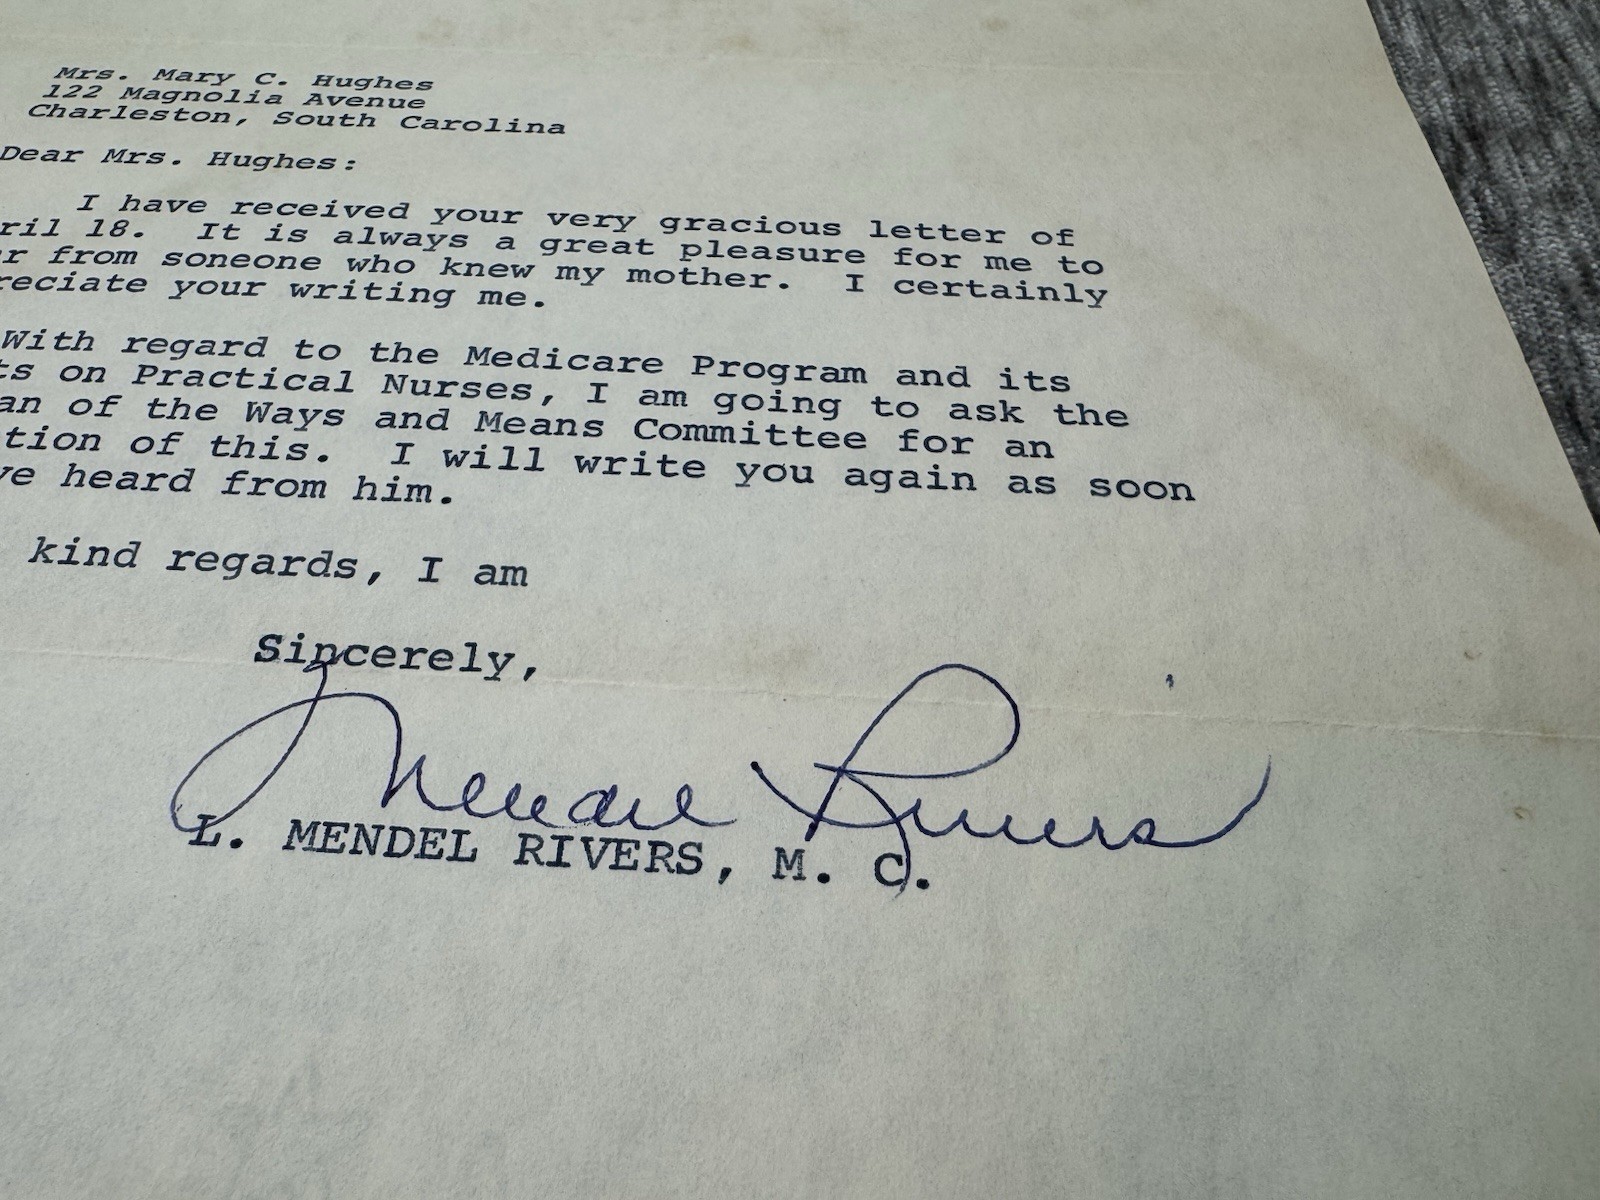 Mrs. Mary C. Hughes
122 Magnolia Avenue
Charleston, South Carolina
Dear Mrs. Hughes:
I have received your very gracious letter of
ril 18. It is always a great pleasure for me to
r from soneone who knew my mother. I certainly
reciate your writing me.
With regard to the Medicare Program and its
ts on Practical Nurses, I am going to ask the
an of the Ways and Means Committee for an
tion of this. I will write you again as soon
ve heard from him.
kind regards, I am
Sincerely,
Mendel Rivers
L. MENDEL RIVERS, M. C.